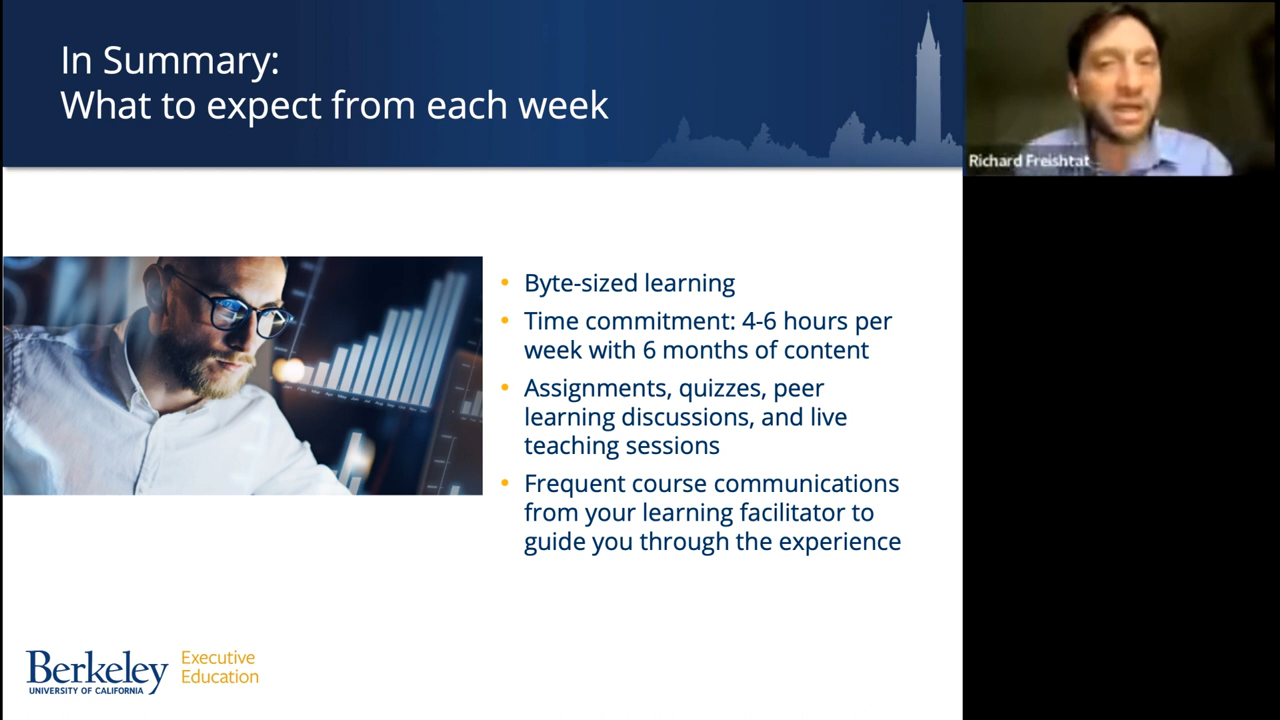 In Summary:
What to expect from each week
Richard Freishtat
• Byte-sized learning
• Time commitment: 4-6 hours per
week with 6 months of content
• Assignments, quizzes, peer
learning discussions, and live
teaching sessions
• Frequent course communications
from your learning facilitator to
guide you through the experience
Berkeley
UNIVERSITY OF CALIFORNIA
Executive
Education